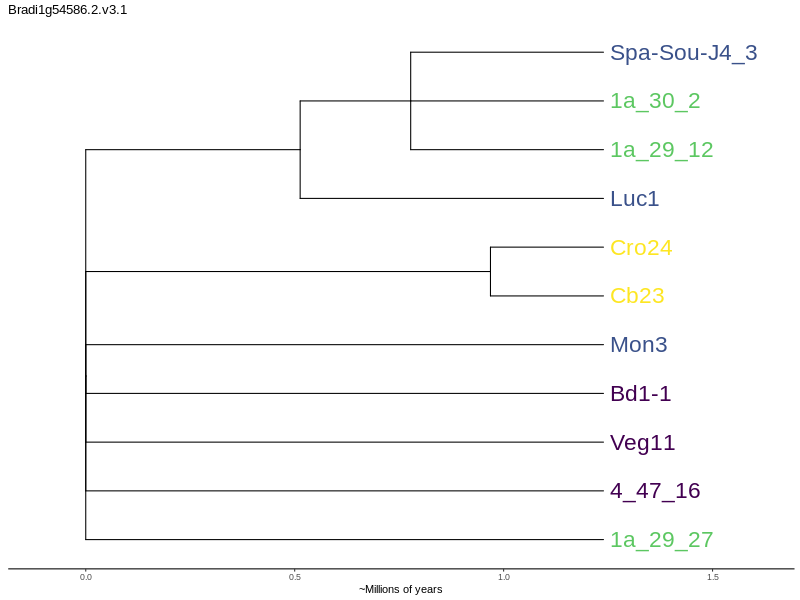 Bradi1g54586.2.v3.1
Spa-Sou-J4_3
1a_30_2
1a_29_12
Luc1
Cro24
Cb23
Mon3
Bd1-1
Veg11
4_47_16
1a_29_27
0.0 0.5 1.0 1.5
~Millions of years